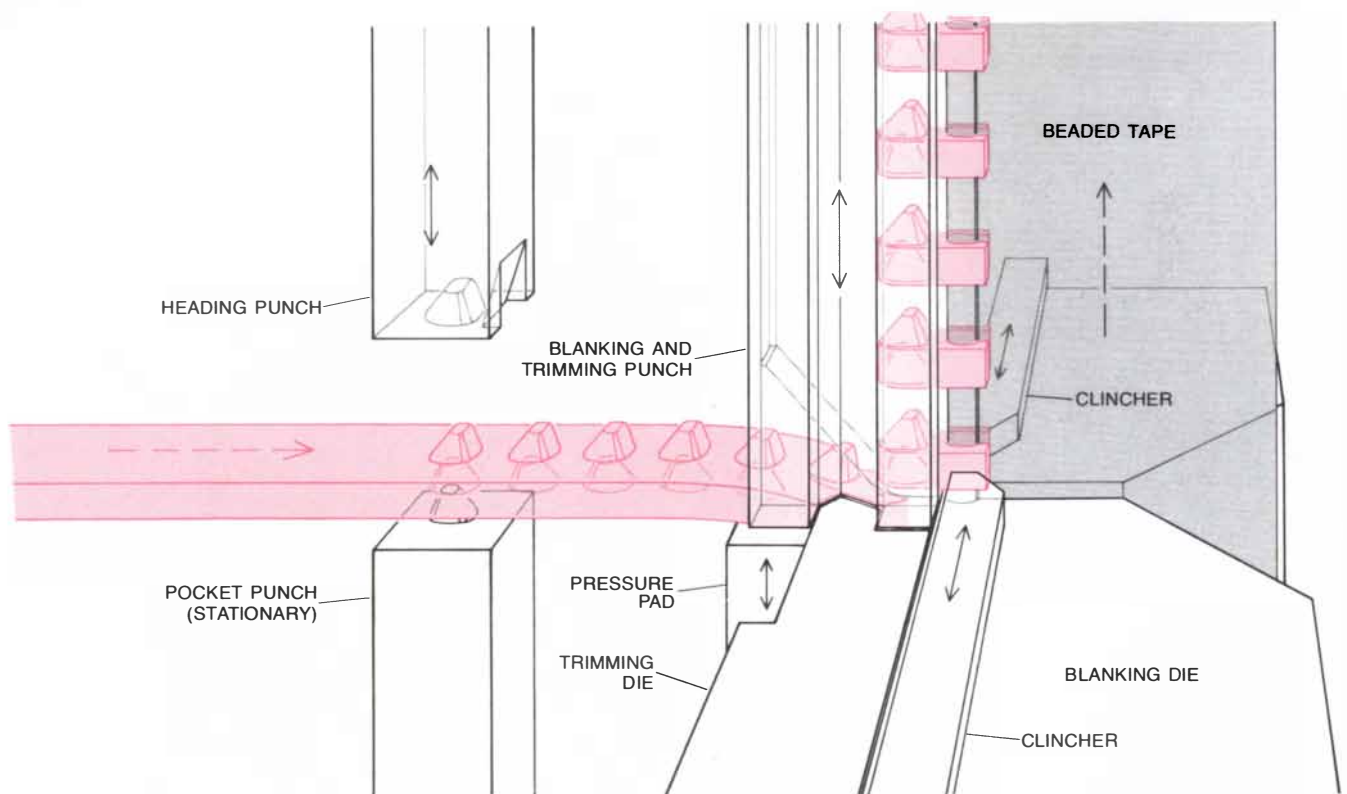 BEADED TAPE
HEADING PUNCH
BLANKING AND
TRIMMING PUNCH
CLINCHER
POCKET PUNCH
(STATIONARY)
PRESSURE
PAD
TRIMMING
DIE
BLANKING DIE
CLINCHER